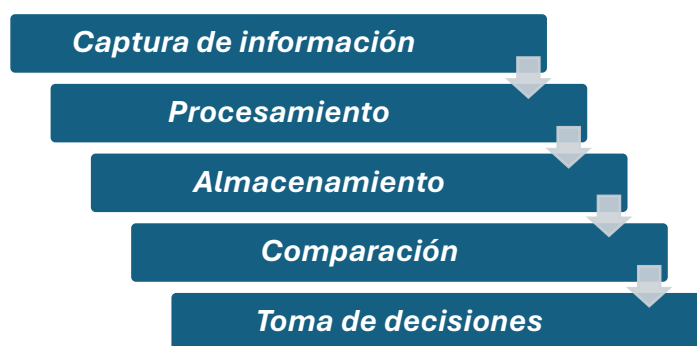 Captura de información
Procesamiento
Almacenamiento
Comparación
Toma de decisiones